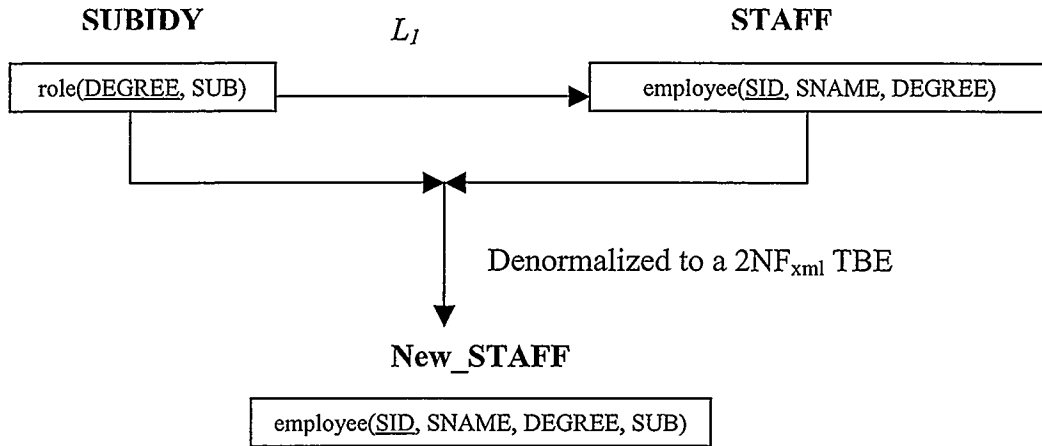 SUBIDY
L1
STAFF
role(DEGREE, SUB)
employee(SID, SNAME, DEGREE)
Denormalized to a 2NFxml TBE
New_STAFF
employee(SID, SNAME, DEGREE, SUB)